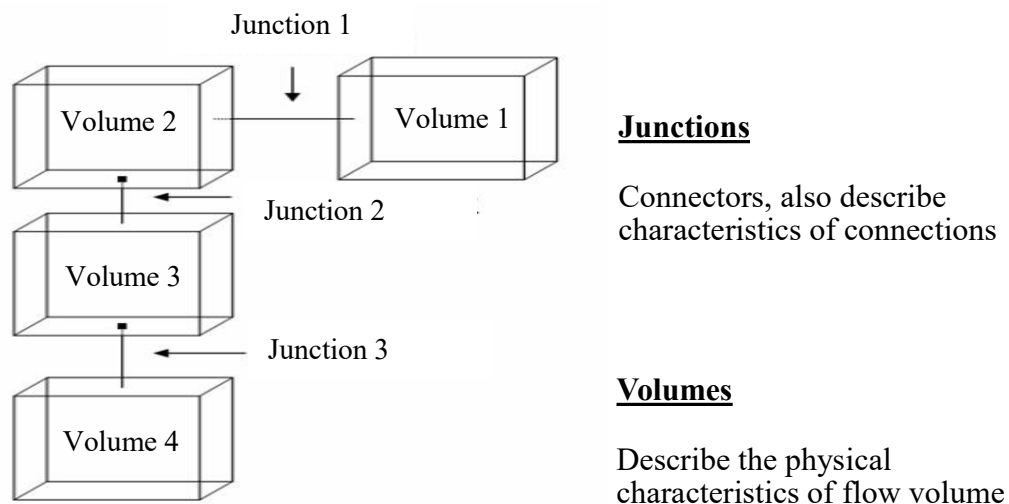 Junction 1
Volume 2
Volume 1
Junction 2
Volume 3
Junction 3
Volume 4
Junctions
Connectors, also describe
characteristics of connections
Volumes
Describe the physical
characteristics of flow volume